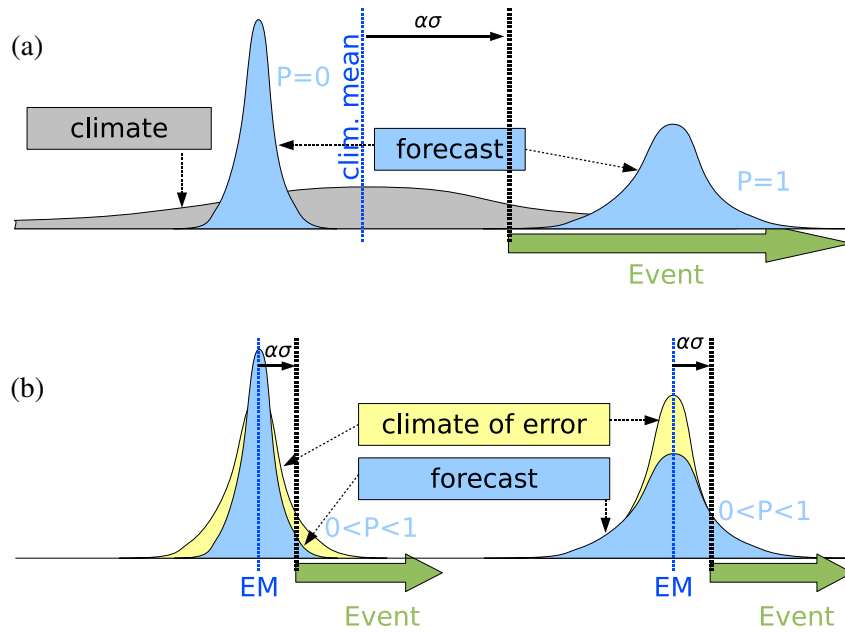 (a)
ασ
P=0
clim. mean
climate
forecast
P=1
Event
(b)
ασ
ασ
climate of error
forecast
0<P<1
0<P<1
EM
EM
Event
Event